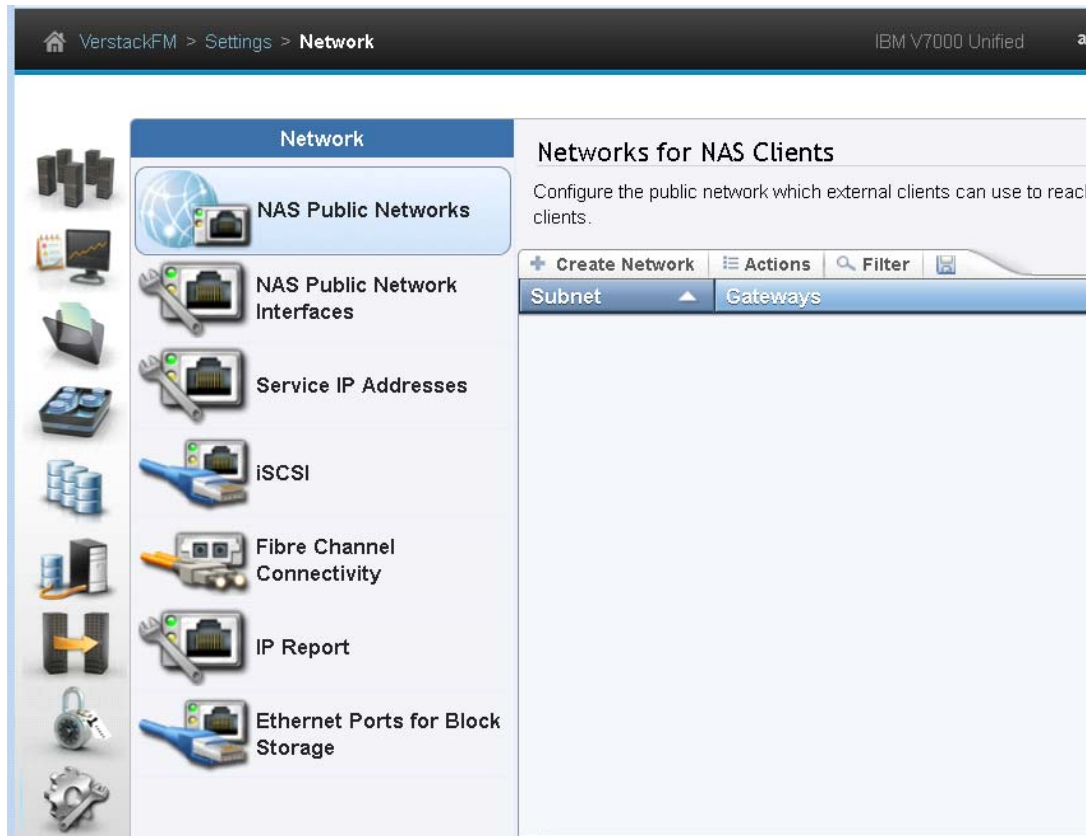 VerstackFM > Settings > Network
IBM V7000 Unified
Network
NAS Public Networks
NAS Public Network
Interfaces
Service IP Addresses
iSCSI
Fibre Channel
Connectivity
IP Report
Ethernet Ports for Block
Storage
Networks for NAS Clients
Configure the public network which external clients can use to reach
clients.
Create Network
Actions
Filter
Subnet
Gateways